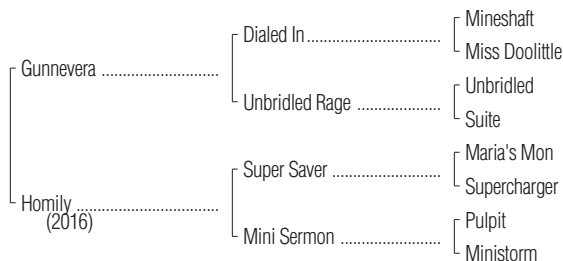 Mineshaft
Dialed In
Miss Doolittle
Gunnevera
Unbridled
Unbridled Rage
Suite
Maria's Mon
Super Saver
Supercharger
Homily
(2016)
Pulpit
Mini Sermon
Ministorm